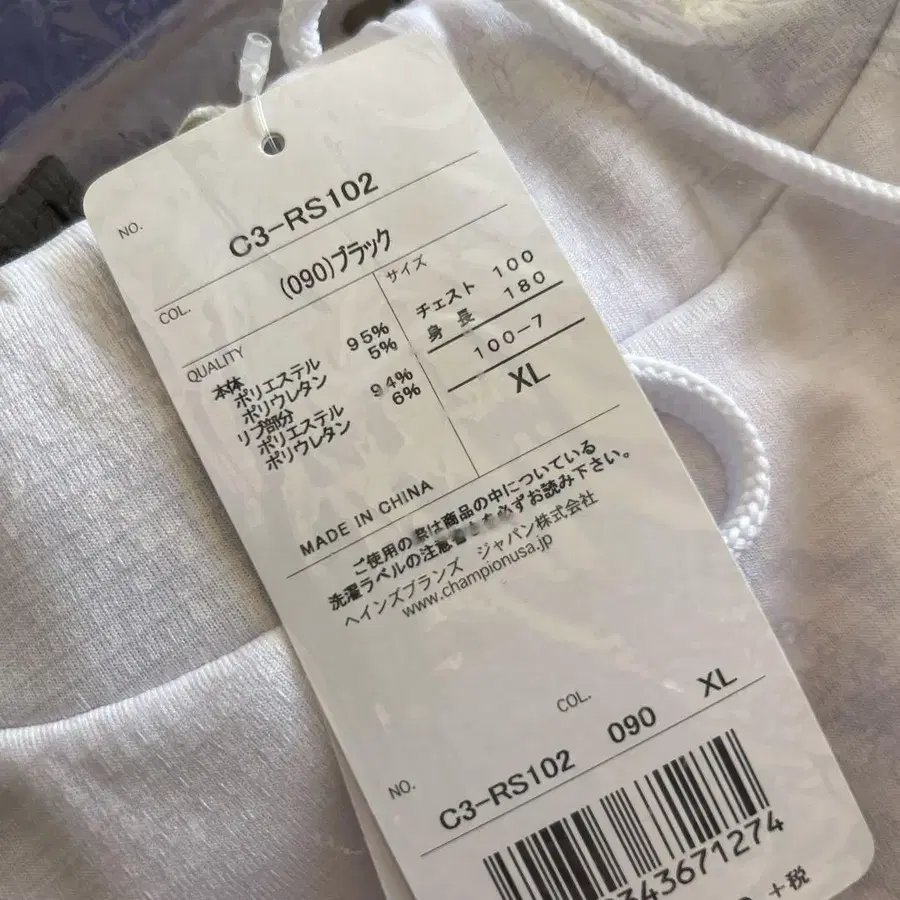 NO.
C3-RS102
COL.
(090)ブラック
QUALITY
本体
ポリエステル 95%
ポリウレタン 5%
リブ部分
ポリエステル 94%
ポリウレタン 6%
サイズ
チェスト 100
身長 180
100-7
XL
MADE IN CHINA
ご使用の際は商品の中についている
洗濯ラベルの注意書を必ずお読み下さい。
ヘインズブランズ ジャパン株式会社
www.championusa.jp
COL.
NO.
C3-RS102 090 XL
343671274
+税